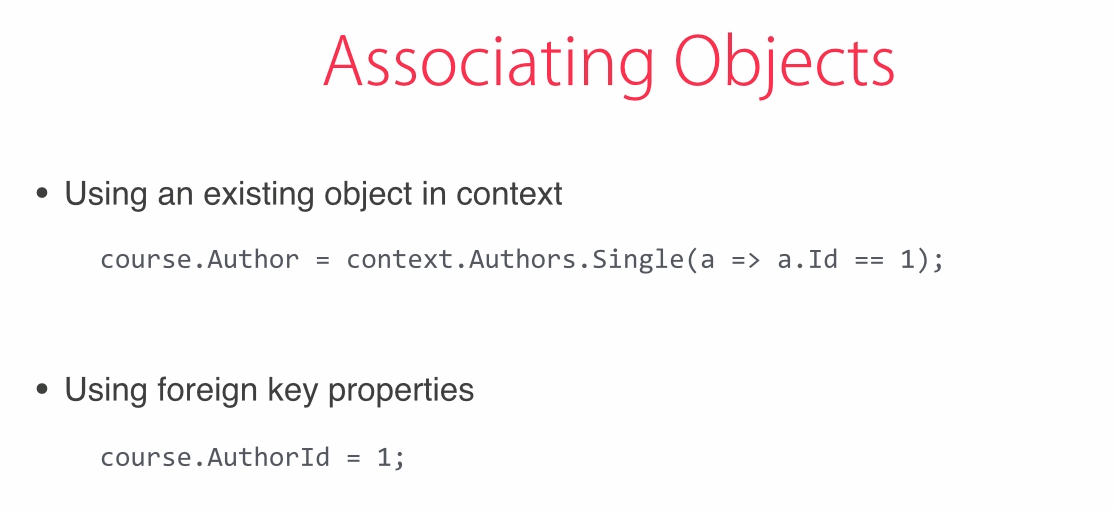 Associating Objects
• Using an existing object in context
course.Author = context.Authors.Single(a => a.Id == 1);
• Using foreign key properties
course.AuthorId = 1;